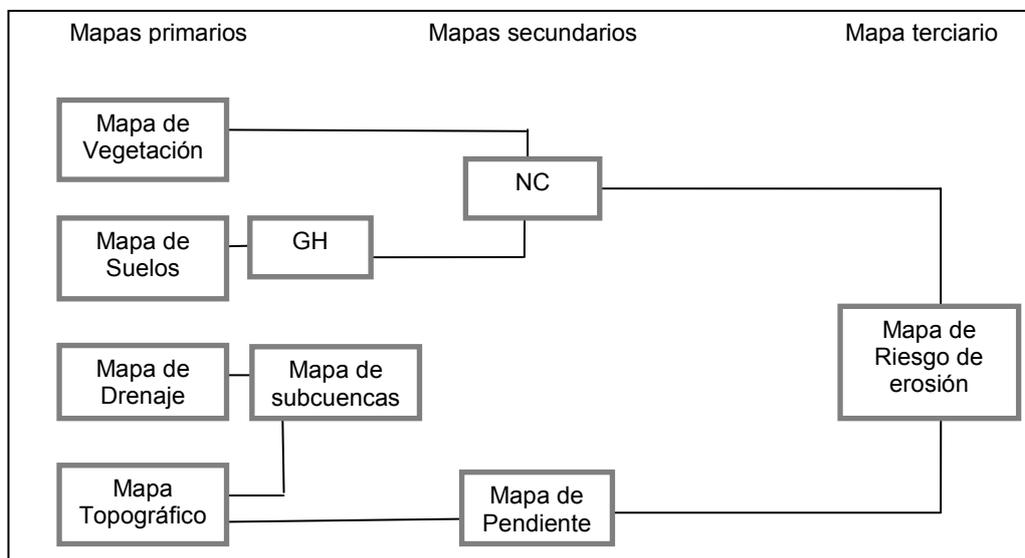 Mapas primarios
Mapas secundarios
Mapa terciario
Mapa de
Vegetación
NC
Mapa de
Suelos
GH
Mapa de
Riesgo de
erosión
Mapa de
Drenaje
Mapa de
subcuencas
Mapa
Topográfico
Mapa de
Pendiente